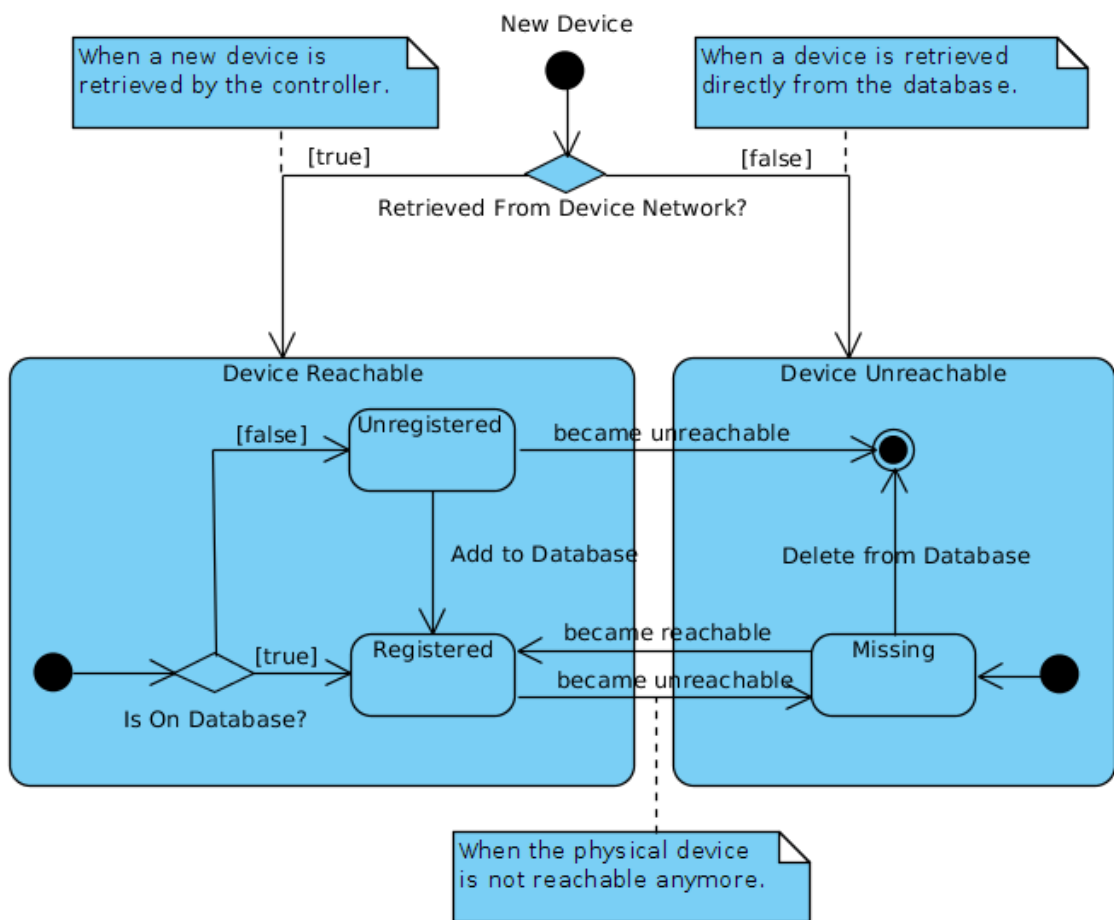 New Device
When a new device is
retrieved by the controller.
When a device is retrieved
directly from the database.
[true]
[false]
Retrieved From Device Network?
Device Reachable
Device Unreachable
Unregistered
[false]
became unreachable
Add to Database
Delete from Database
became reachable
Registered
Missing
[true]
became unreachable
Is On Database?
When the physical device
is not reachable anymore.